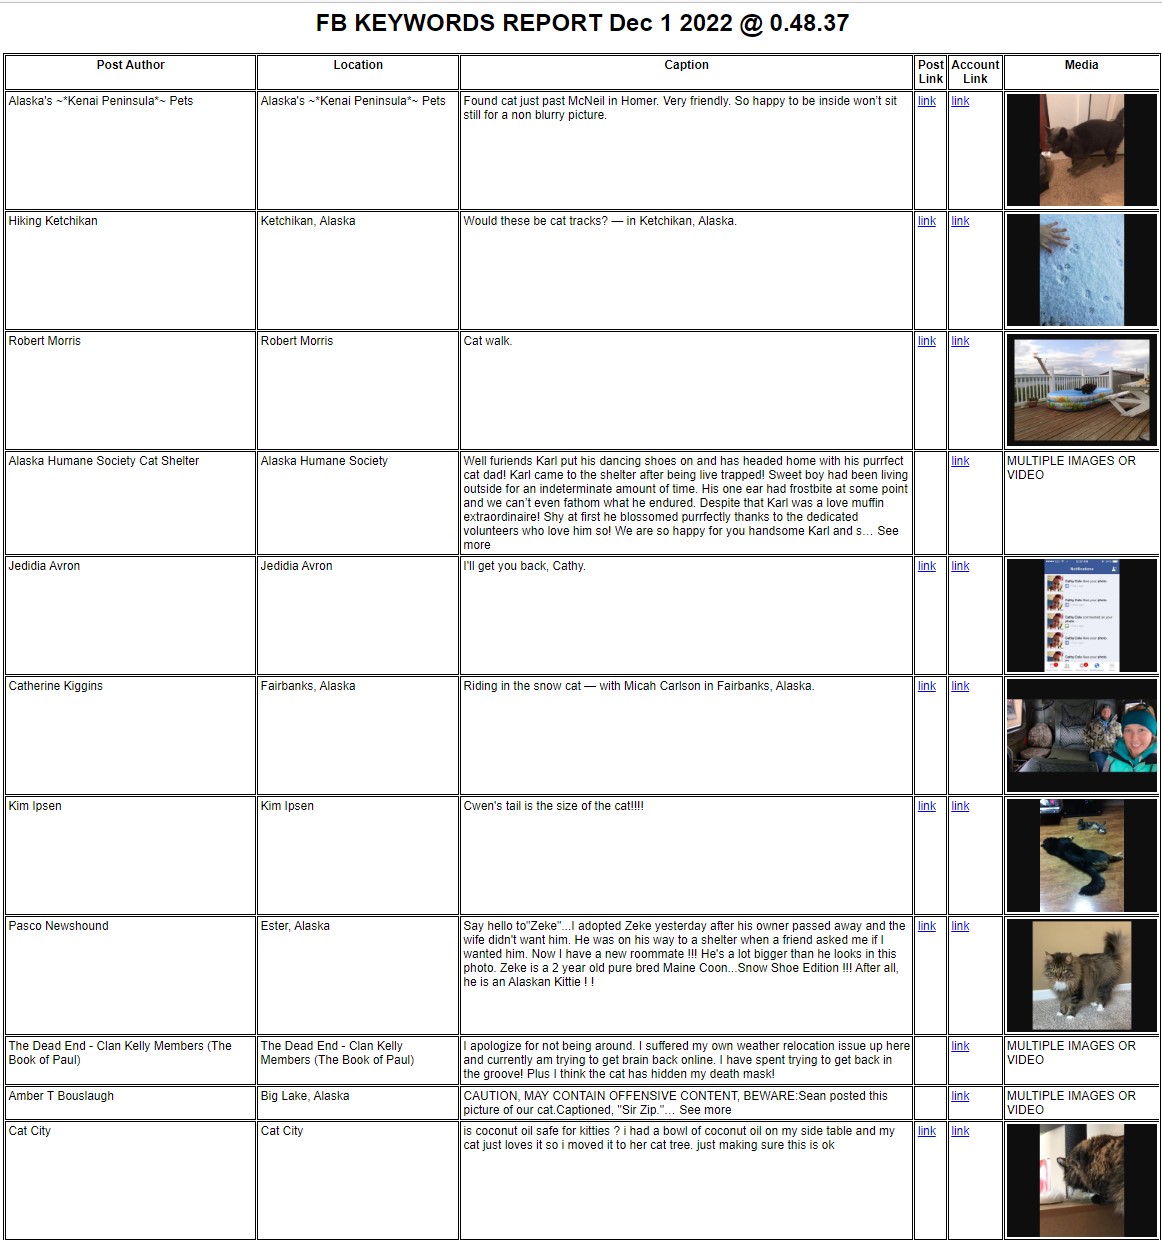 FB KEYWORDS REPORT Dec 1 2022 @ 0.48.37
Post Author
Location
Caption
Post
Link
Account
Link
Media
Alaska's ~*Kenai Peninsula*~ Pets
Alaska's ~*Kenai Peninsula*~ Pets
Found cat just past McNeil in Homer. Very friendly. So happy to be inside won't sit
still for a non blurry picture.
link
link
Hiking Ketchikan
Ketchikan, Alaska
Would these be cat tracks? — in Ketchikan, Alaska.
link
link
Robert Morris
Robert Morris
Cat walk.
link
link
Alaska Humane Society Cat Shelter
Alaska Humane Society
Well furiends Karl put his dancing shoes on and has headed home with his purrfect
cat dad! Karl came to the shelter after being live trapped! Sweet boy had been living
outside for an indeterminate amount of time. His one ear had frostbite at some point
and we can't even fathom what he endured. Despite that Karl was a love muffin
extraordinaire! Shy at first he blossomed purrfectly thanks to the dedicated
volunteers who love him so! We are so happy for you handsome Karl and s… See
more
link
MULTIPLE IMAGES OR
VIDEO
Jedidia Avron
Jedidia Avron
I'll get you back, Cathy.
link
link
Notifications
Catherine Kiggins
Fairbanks, Alaska
Riding in the snow cat — with Micah Carlson in Fairbanks, Alaska.
link
link
Kim Ipsen
Kim Ipsen
Cwen's tail is the size of the cat!!!!
link
link
Pasco Newshound
Ester, Alaska
Say hello to"Zeke"...I adopted Zeke yesterday after his owner passed away and the
wife didn't want him. He was on his way to a shelter when a friend asked me if I
wanted him. Now I have a new roommate !!! He's a lot bigger than he looks in this
photo. Zeke is a 2 year old pure bred Maine Coon...Snow Shoe Edition !!! After all,
he is an Alaskan Kittie ! !
link
link
The Dead End - Clan Kelly Members (The
Book of Paul)
The Dead End - Clan Kelly
Members (The Book of Paul)
I apologize for not being around. I suffered my own weather relocation issue up here
and currently am trying to get brain back online. I have spent trying to get back in
the groove! Plus I think the cat has hidden my death mask!
link
MULTIPLE IMAGES OR
VIDEO
Amber T Bouslaugh
Big Lake, Alaska
CAUTION, MAY CONTAIN OFFENSIVE CONTENT, BEWARE:Sean posted this
picture of our cat.Captioned, "Sir Zip."… See more
link
MULTIPLE IMAGES OR
VIDEO
Cat City
Cat City
is coconut oil safe for kitties ? i had a bowl of coconut oil on my side table and my
cat just loves it so i moved it to her cat tree. just making sure this is ok
link
link